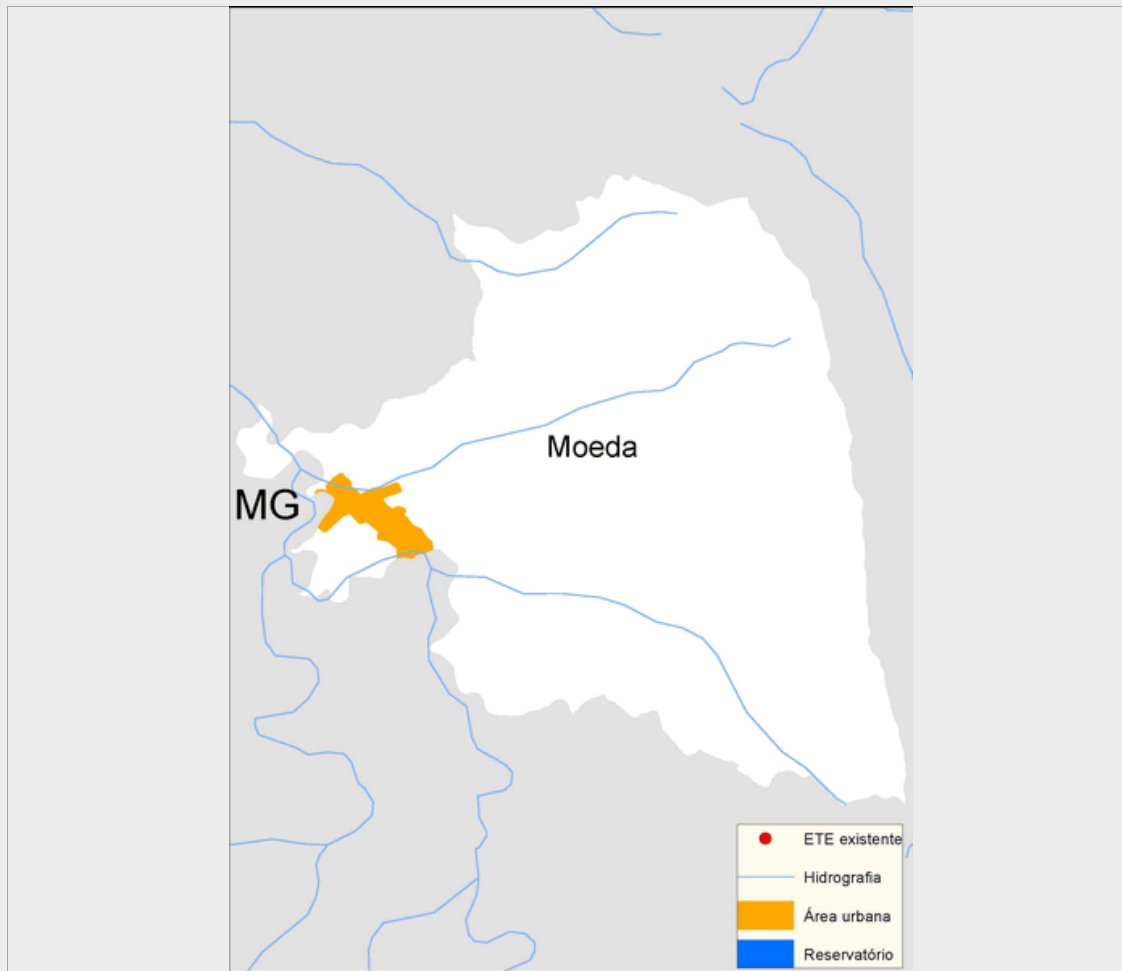 Moeda
MG
ETE existente
Hidrografia
Área urbana
Reservatório